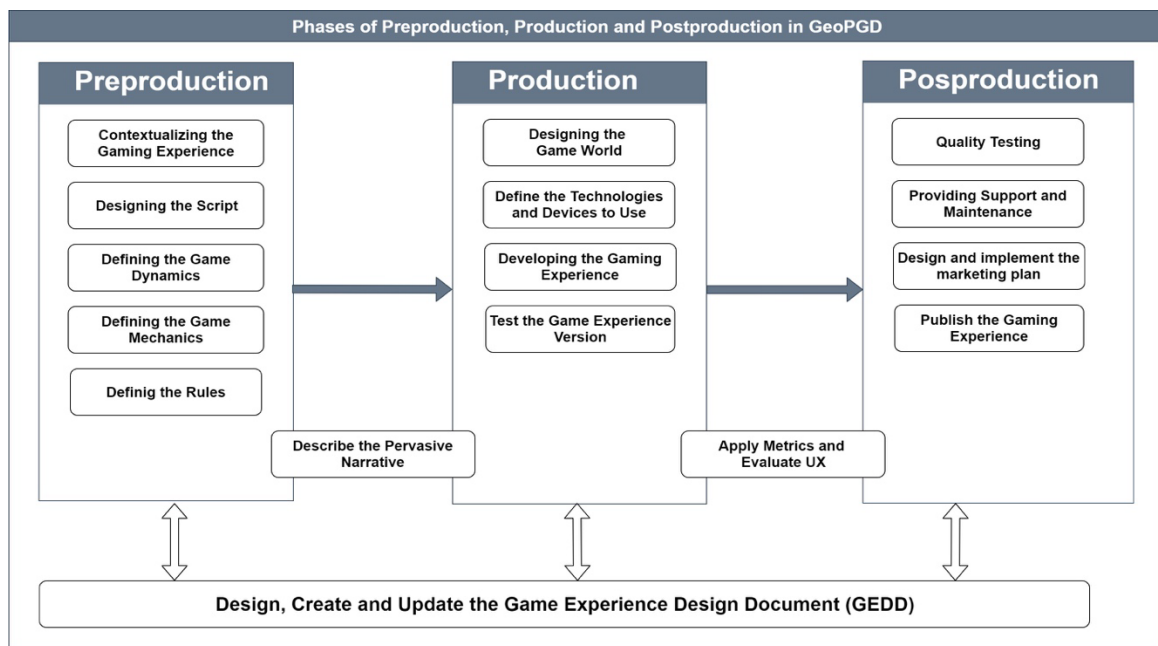 Phases of Preproduction, Production and Postproduction in GeoPGD
Preproduction
Contextualizing the
Gaming Experience
Designing the Script
Defining the Game
Dynamics
Defining the Game
Mechanics
Definig the Rules
Describe the Pervasive
Narrative
Production
Designing the
Game World
Define the Technologies
and Devices to Use
Developing the Gaming
Experience
Test the Game Experience
Version
Apply Metrics and
Evaluate UX
Posproduction
Quality Testing
Providing Support and
Maintenance
Design and implement the
marketing plan
Publish the Gaming
Experience
Design, Create and Update the Game Experience Design Document (GEDD)